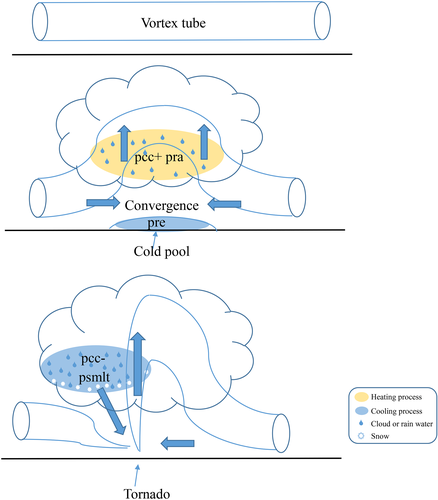 Vortex tube
pcc+ pra
Convergence
pre
Cold pool
pcc-
psmlt
Tornado
Heating process
Cooling process
Cloud or rain water
Snow